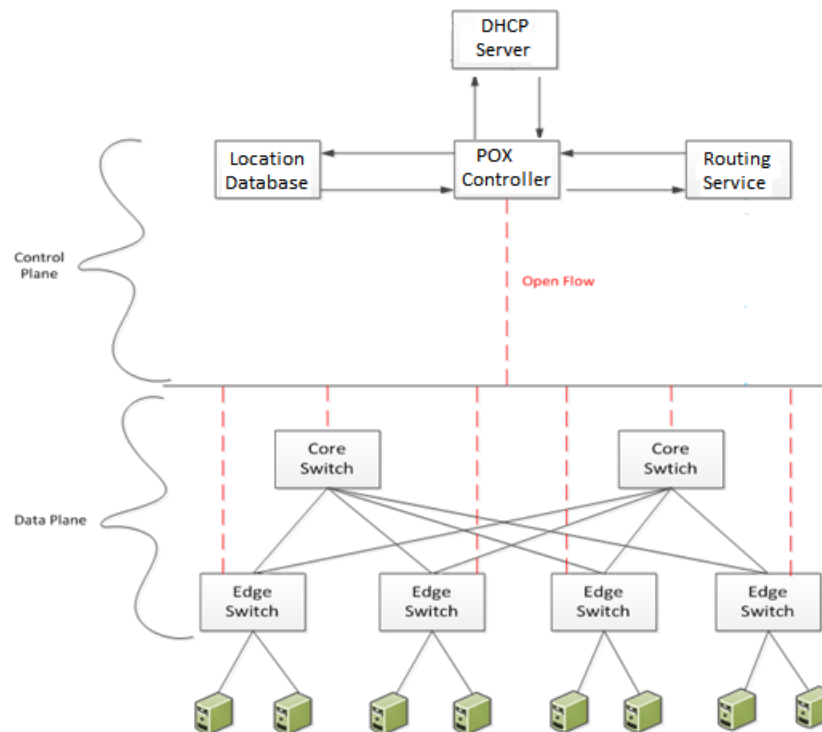 DHCP
Server
Location
Database
POX
Controller
Routing
Service
Control
Plane
Open Flow
Core
Switch
Core
Swtich
Data Plane
Edge
Switch
Edge
Switch
Edge
Switch
Edge
Switch